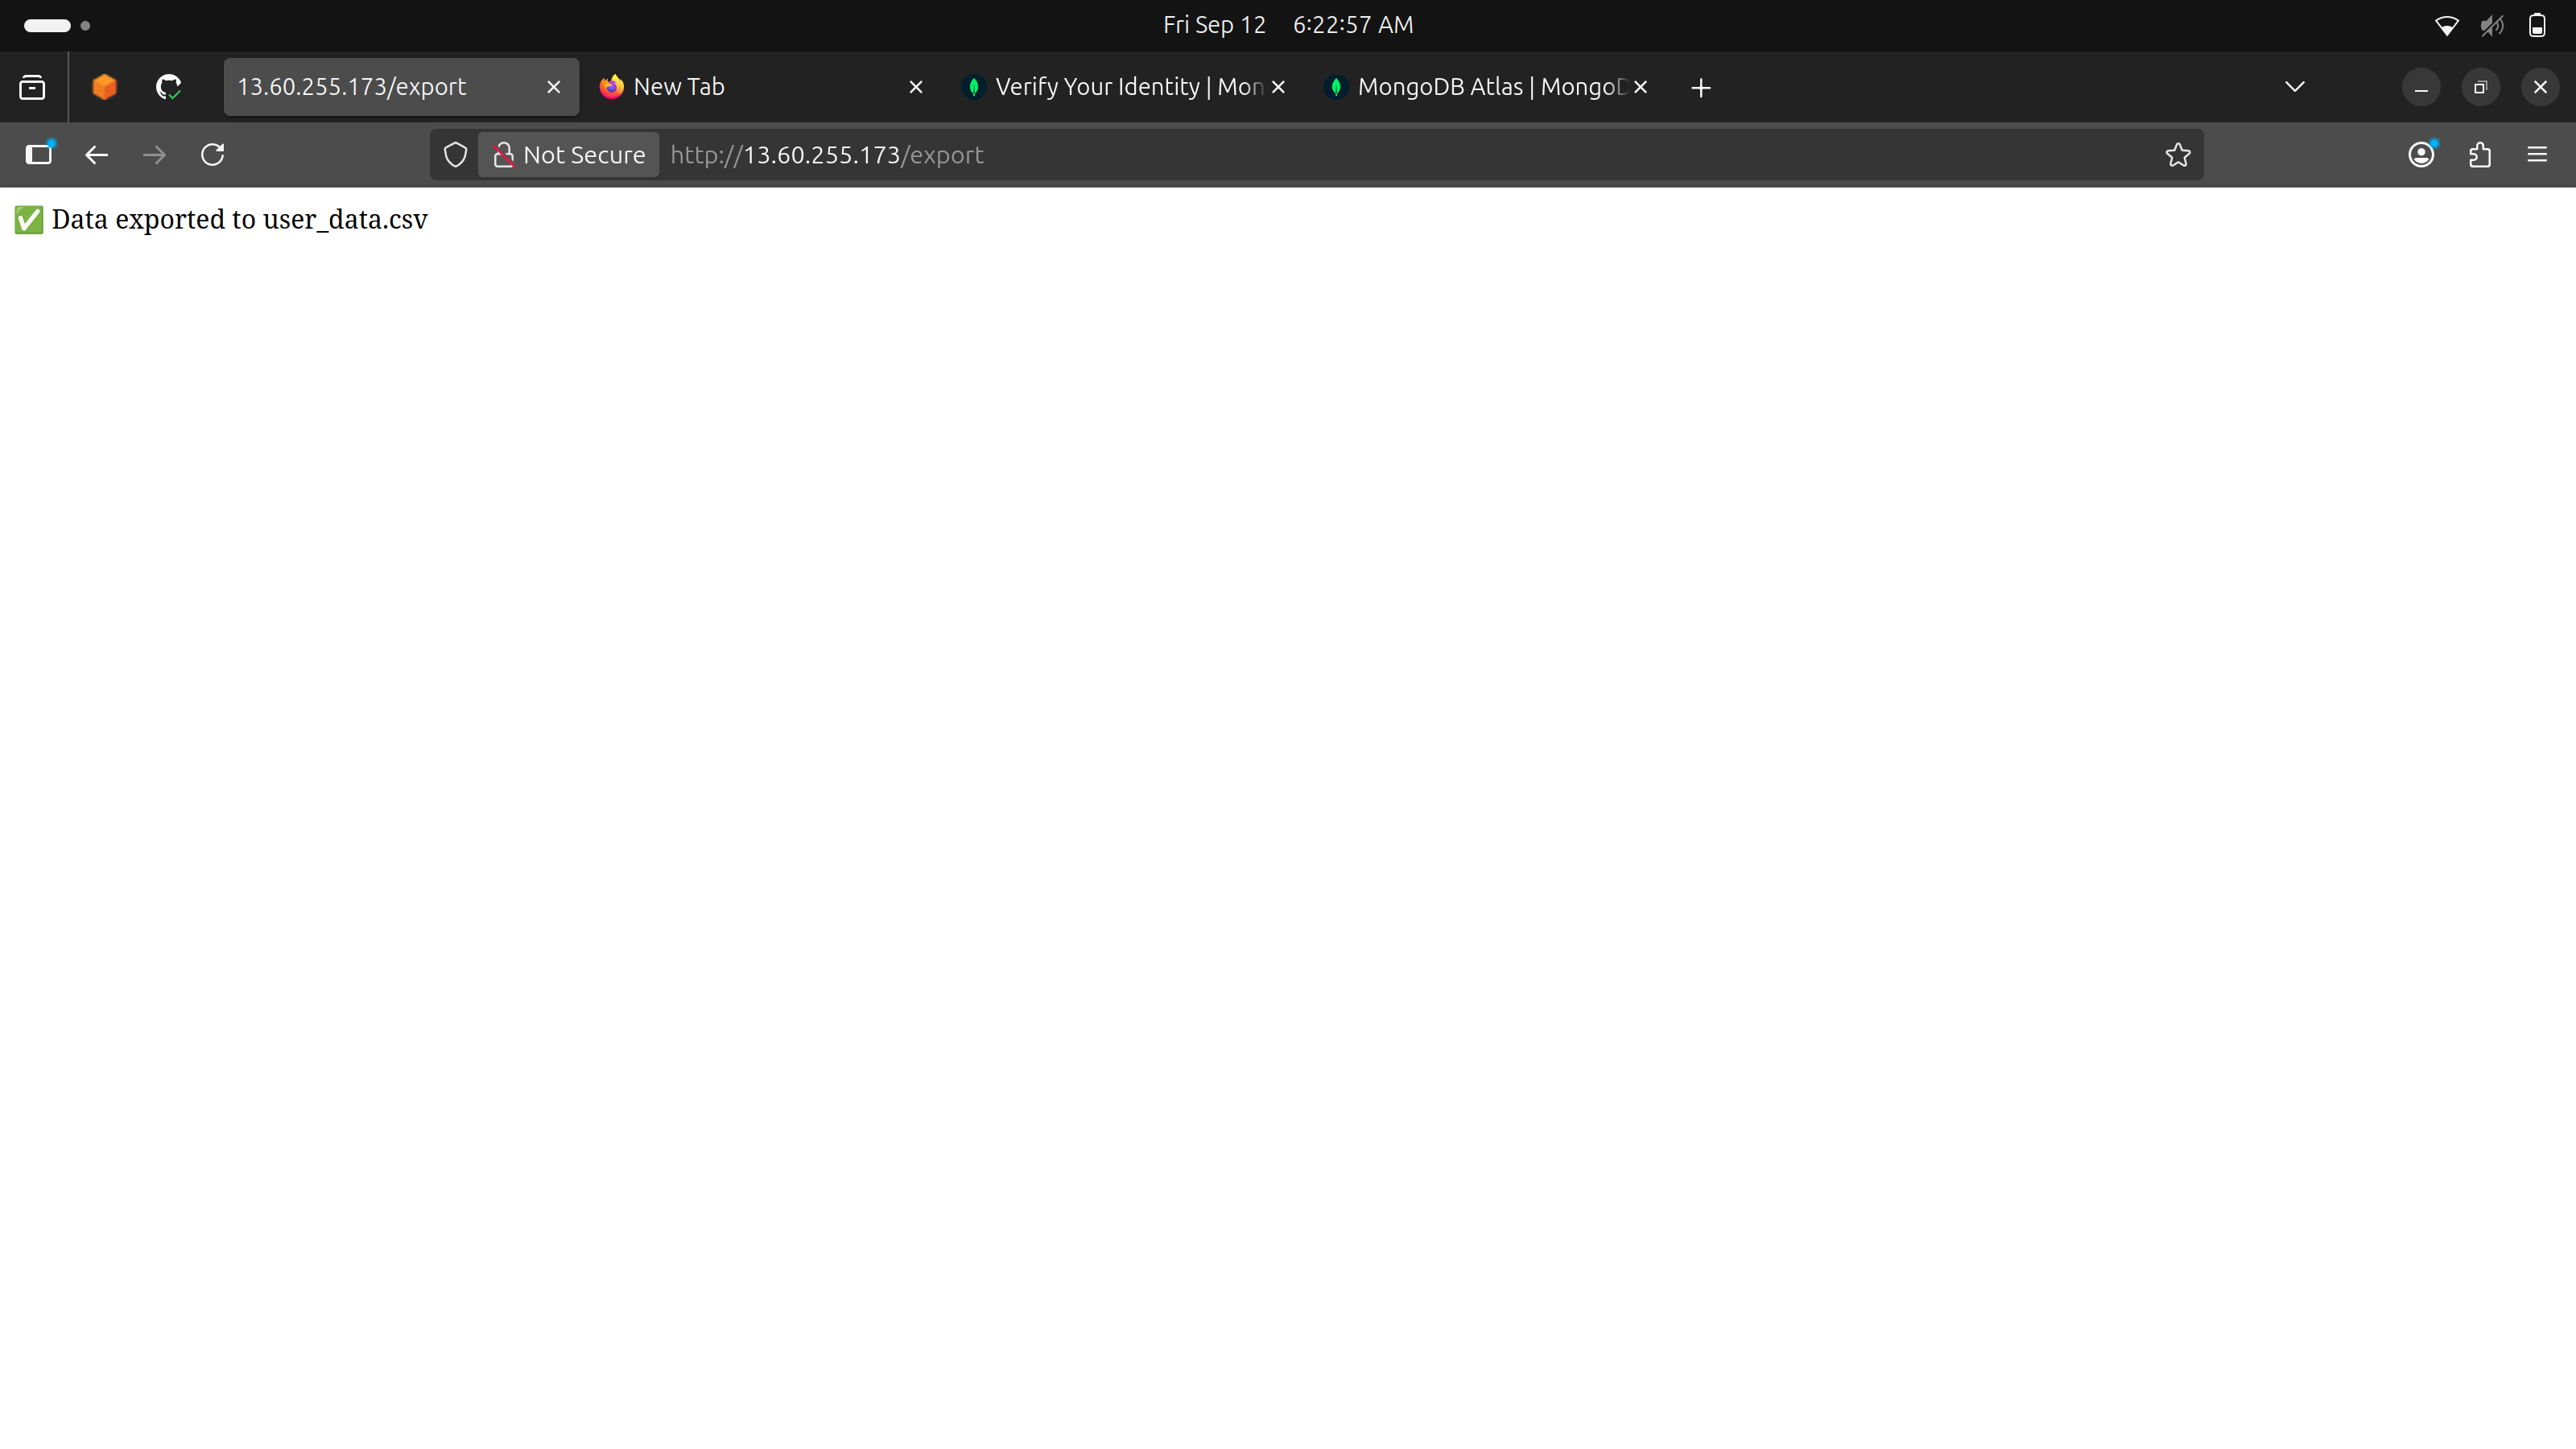 Fri Sep 12 6:22:57 AM
13.60.255.173/export
New Tab
Verify Your Identity | Mon
MongoDB Atlas | MongoD
Not Secure
http://13.60.255.173/export
✅ Data exported to user_data.csv